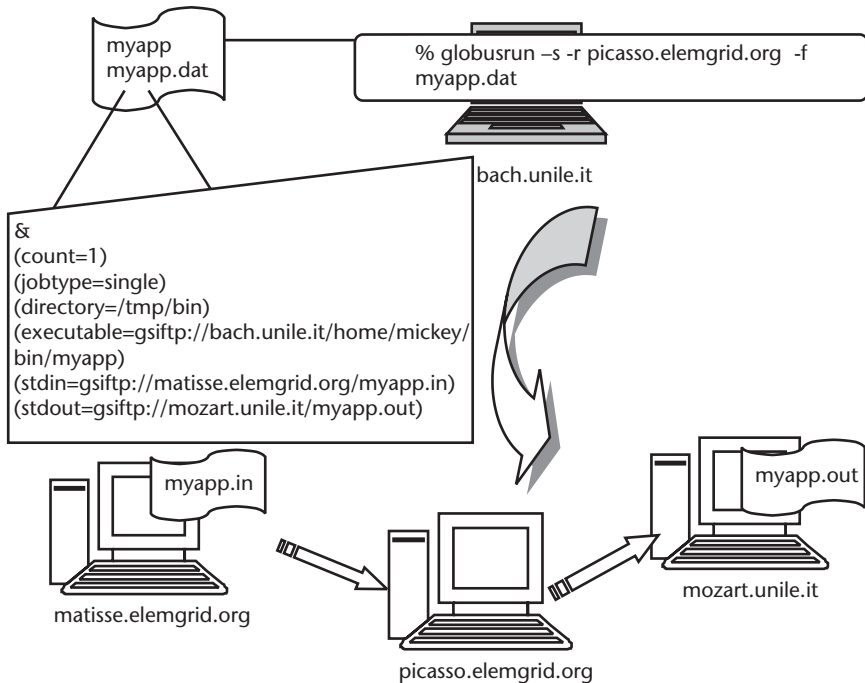 myapp
myapp.dat
% globusrun –s -r picasso.elemgrid.org -f
myapp.dat
bach.unile.it
&
(count=1)
(jobtype=single)
(directory=/tmp/bin)
(executable=gsiftp://bach.unile.it/home/mickey/
bin/myapp)
(stdin=gsiftp://matisse.elemgrid.org/myapp.in)
(stdout=gsiftp://mozart.unile.it/myapp.out)
myapp.in
myapp.out
matisse.elemgrid.org
mozart.unile.it
picasso.elemgrid.org